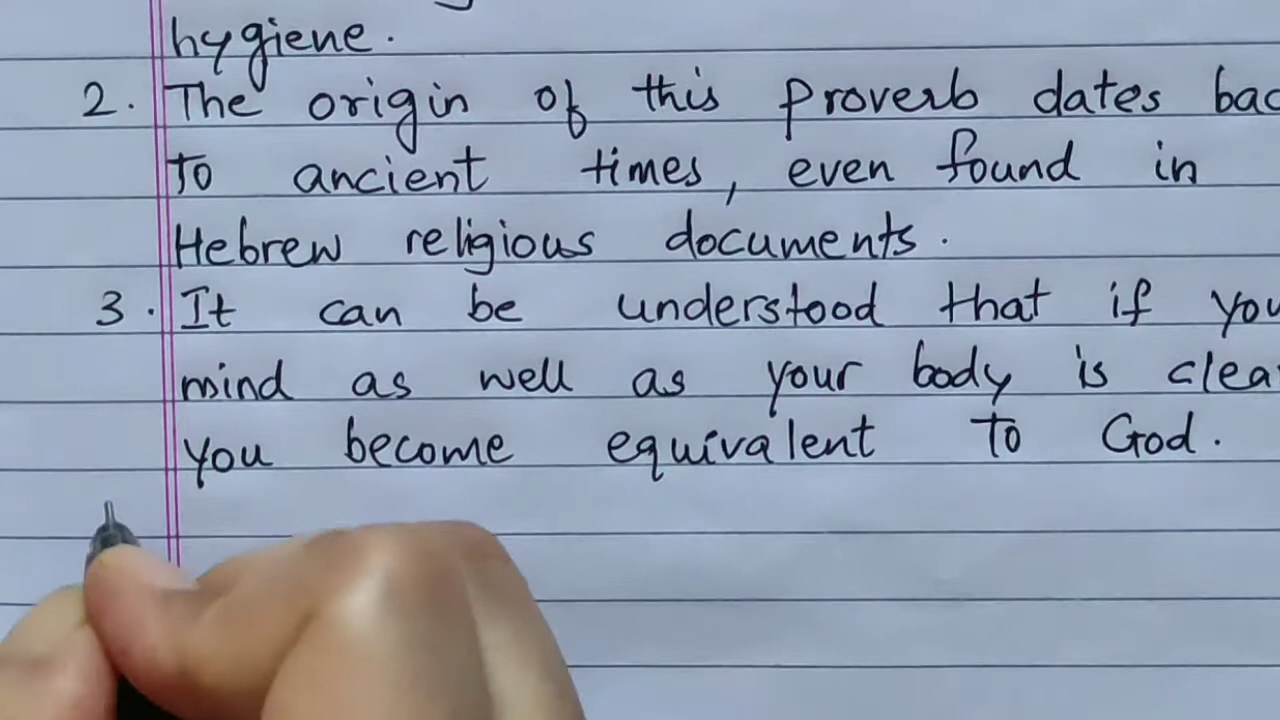 hygiene.
2. The origin of this proverb dates bac
to ancient times, even found in
Hebrew religious documents.
3. It can be understood that if you
mind as well as your body is clea
you become equivalent to God.